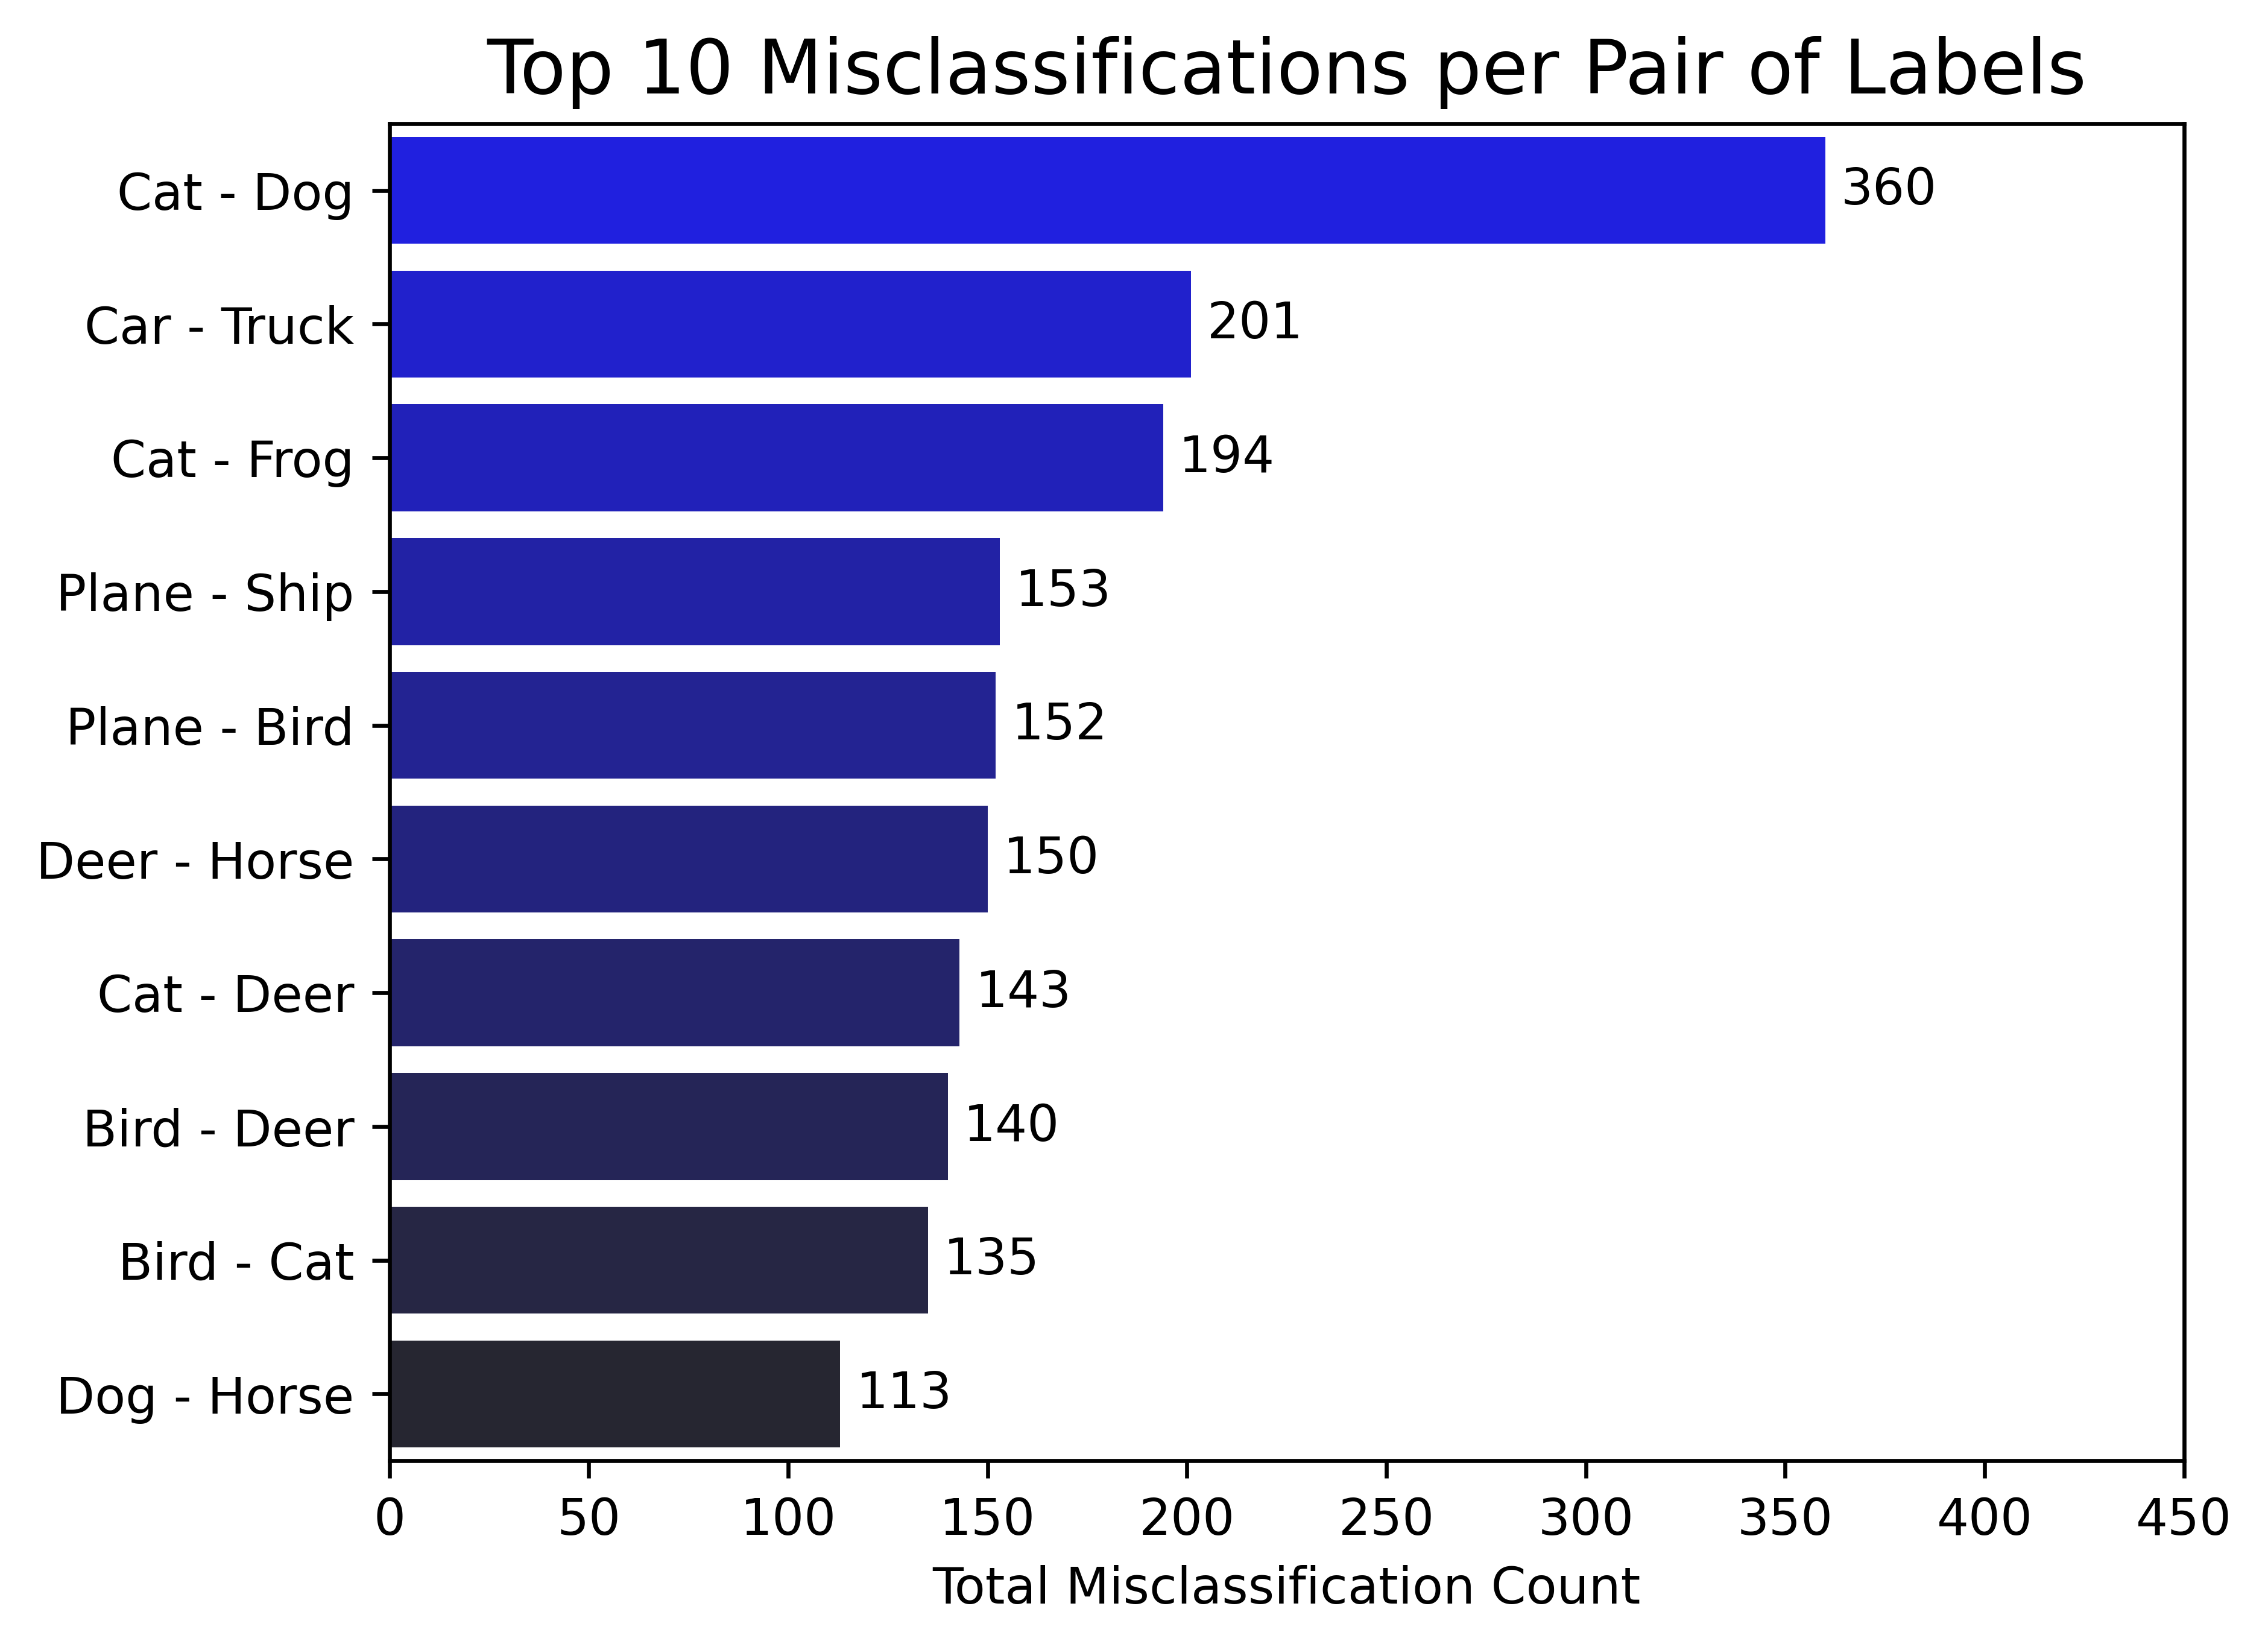 Top 10 Misclassifications per Pair of Labels
Cat - Dog 360
Car - Truck 201
Cat - Frog 194
Plane - Ship 153
Plane - Bird 152
Deer - Horse 150
Cat - Deer 143
Bird - Deer 140
Bird - Cat 135
Dog - Horse 113
0 50 100 150 200 250 300 350 400 450
Total Misclassification Count